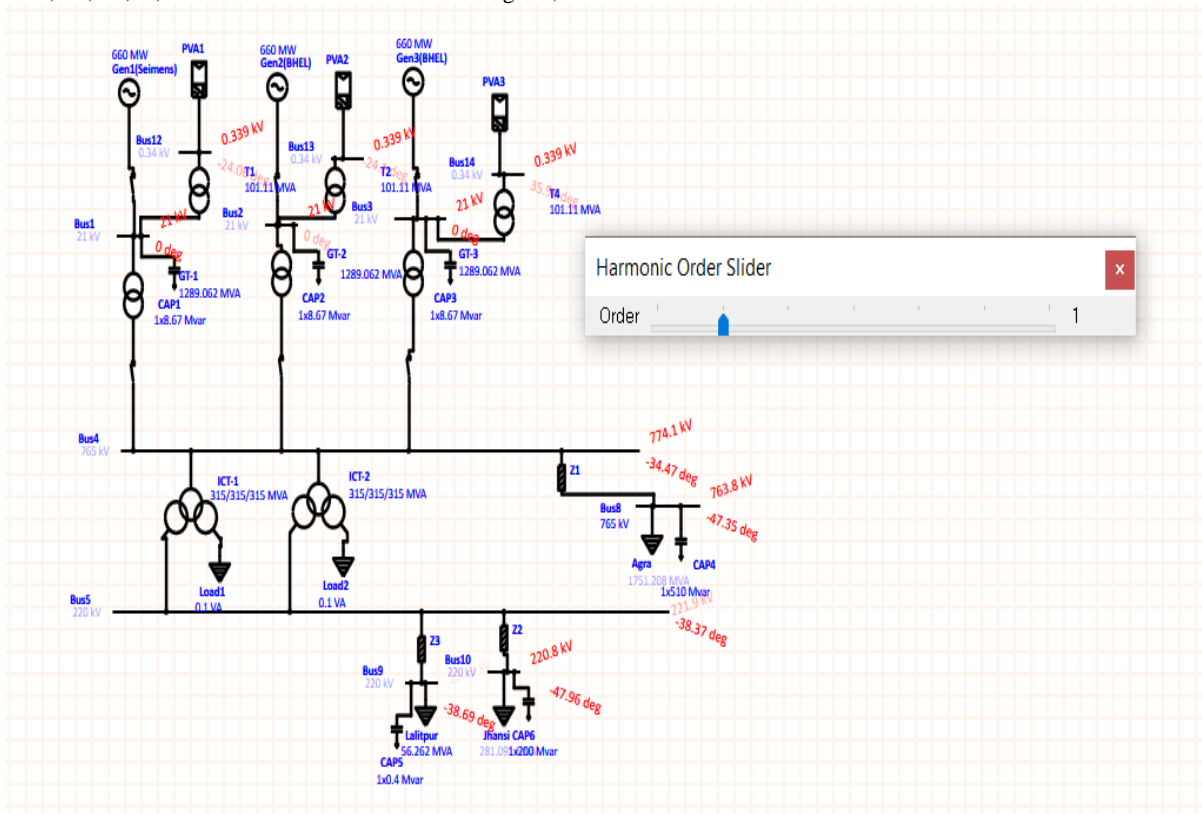 660 MW
Gen1(Seimens)
PVA1
660 MW
Gen2(BHEL)
PVA2
660 MW
Gen3(BHEL)
PVA3
Bus12
0.34 kV
0.339 kV
T1
101.11 MVA
Bus13
0.34 kV
0.339 kV
T2
101.11 MVA
Bus14
0.34 kV
0.339 kV
T4
101.11 MVA
Bus1
21 kV
21 kV
0 deg
Bus2
21 kV
21 kV
0 deg
Bus3
21 kV
21 kV
0 deg
GT-1
1289.062 MVA
CAP1
1x8.67 Mvar
GT-2
1289.062 MVA
CAP2
1x8.67 Mvar
GT-3
1289.062 MVA
CAP3
1x8.67 Mvar
Harmonic Order Slider
x
Order
1
Bus4
765 kV
774.1 kV
-34.47 deg
ICT-1
315/315/315 MVA
ICT-2
315/315/315 MVA
Z1
Bus8
765 kV
763.8 kV
-47.35 deg
Agra
1751.208 MVA
CAP4
1x510 Mvar
Load1
0.1 VA
Load2
0.1 VA
Bus5
220 kV
221.9 kV
-38.37 deg
Z3
Z2
Bus9
220 kV
-38.69 deg
Bus10
220 kV
220.8 kV
-47.96 deg
Lalitpur
56.262 MVA
CAP5
1x0.4 Mvar
Jhansi
CAP6
1x200 Mvar